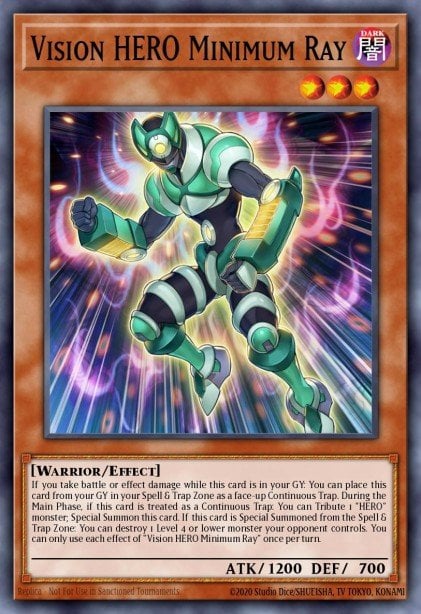 Vision HERO Minimum Ray
DARK
闇
[Warrior/Effect]
If you take battle or effect damage while this card is in your GY: You can place
this card from your GY in your Spell & Trap Zone as a face-up Continuous Trap. During the
Main Phase, if this card is treated as a Continuous Trap: You can Tribute 1 "HERO"
monster; Special Summon this card. If this card is Special Summoned from the Spell &
Trap Zone: You can destroy 1 Level 4 or lower monster your opponent controls. You
can only use each effect of "Vision HERO Minimum Ray" once per turn.
ATK/1200 DEF/ 700
Replica - Not For Use in Sanctioned Tournaments
©2020 Studio Dice/SHUEISHA, TV TOKYO, KONAMI